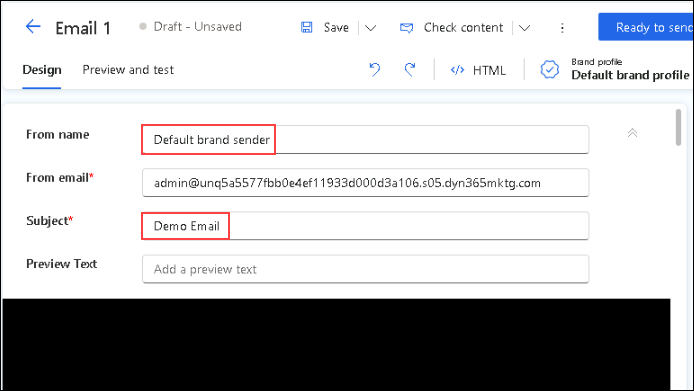 Email 1
Draft - Unsaved
Save
Check content
Ready to send
Design
Preview and test
HTML
Brand profile
Default brand profile
From name
Default brand sender
From email*
admin@unq5a5577fbb0e4ef11933d000d3a106.s05.dyn365mktg.com
Subject*
Demo Email
Preview Text
Add a preview text